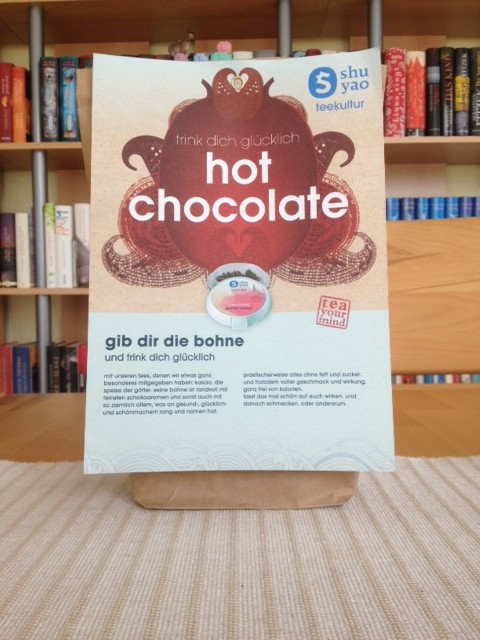 shu
yao
teekultur
trink dich glücklich
hot
chocolate
tea
your
mind
gib dir die bohne
und trink dich glücklich
mit unseren tees, denen wir etwas ganz
besonderes mitgegeben haben: kakao, die
speise der götter. seine bohne ist randvoll mit
feinsten schokoaromen und sonst auch mit
so ziemlich allem, was an gesund-, glücklich-
und schönmachern rang und namen hat.
praktischerweise alles ohne fett und zucker.
und trotzdem voller geschmack und wirkung,
ganz frei von kalorien.
lasst das mal schön auf euch wirken. und
danach schmecken. oder andersrum.